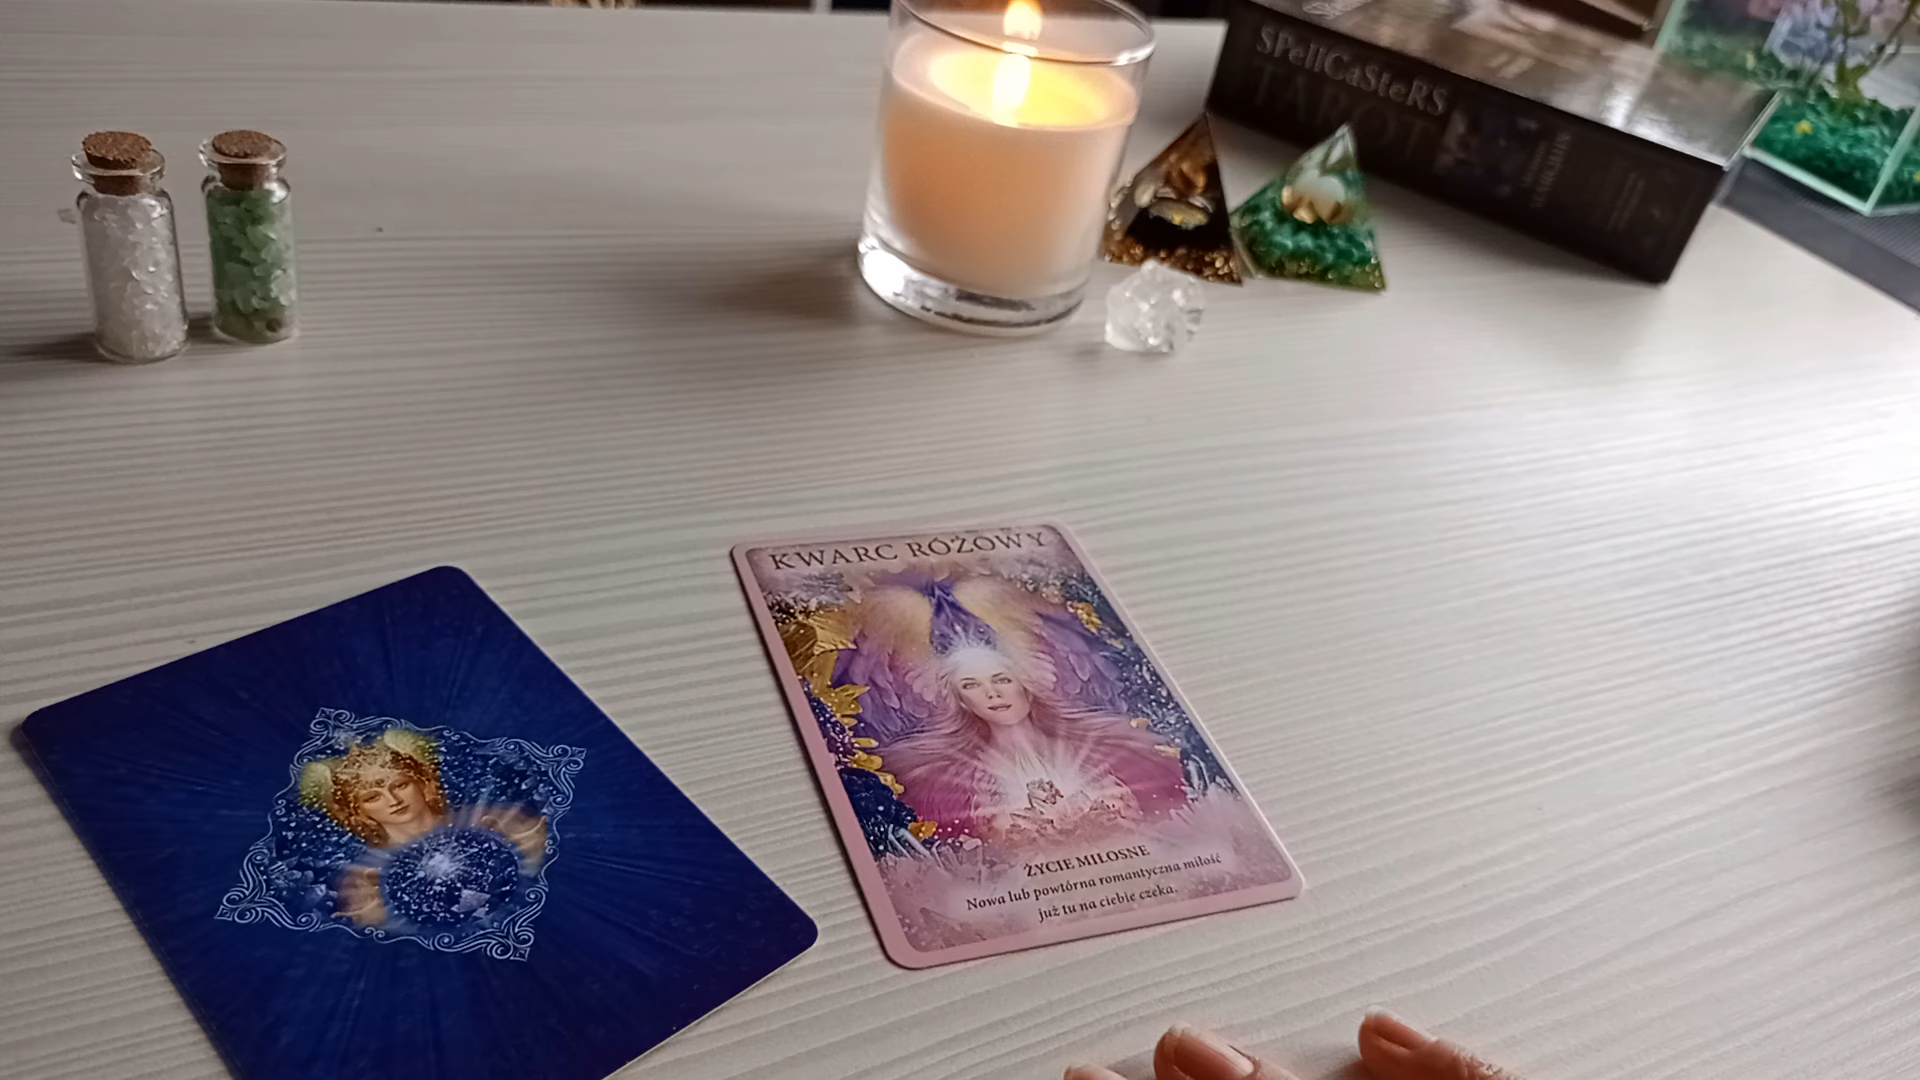 SPellCaSteRS
TAROT
KWARC RÓŻOWY
ŻYCIE MIŁOSNE
Nowa lub powtórna romantyczna miłość
już tu na ciebie czeka.